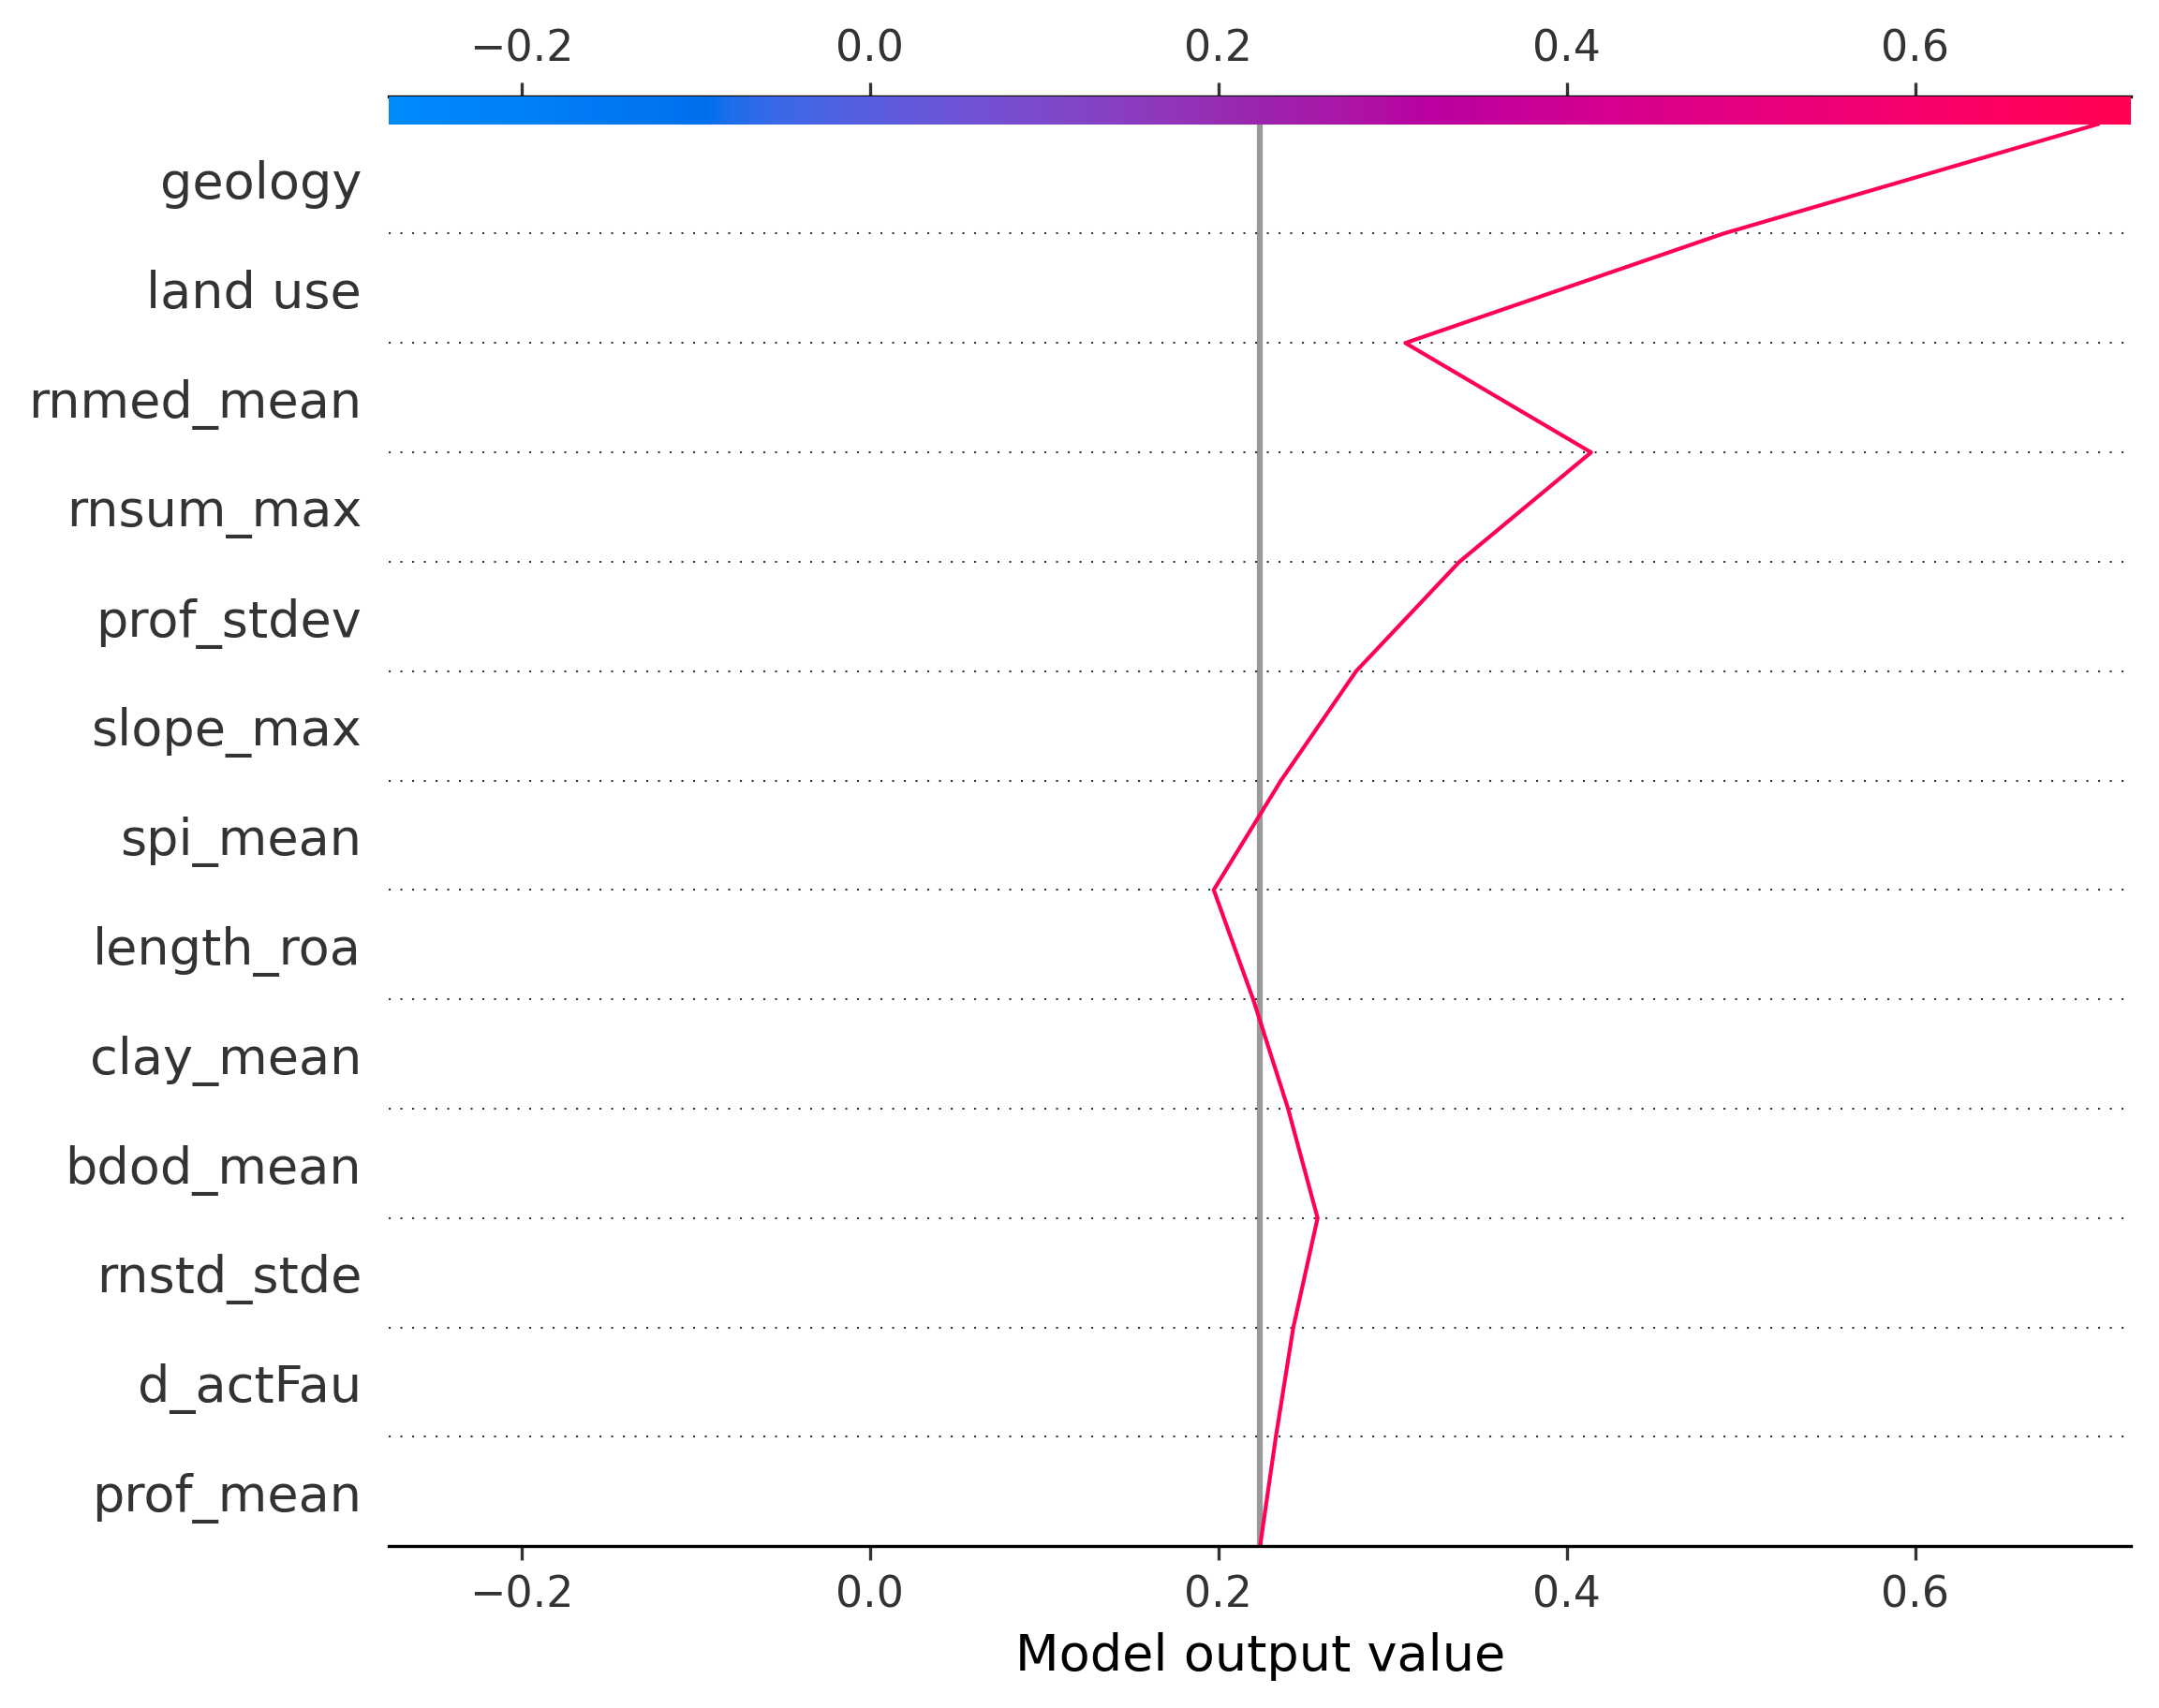 −0.2 0.0 0.2 0.4 0.6
geology
land use
rnmed_mean
rnsum_max
prof_stdev
slope_max
spi_mean
length_roa
clay_mean
bdod_mean
rnstd_stde
d_actFau
prof_mean
−0.2 0.0 0.2 0.4 0.6
Model output value